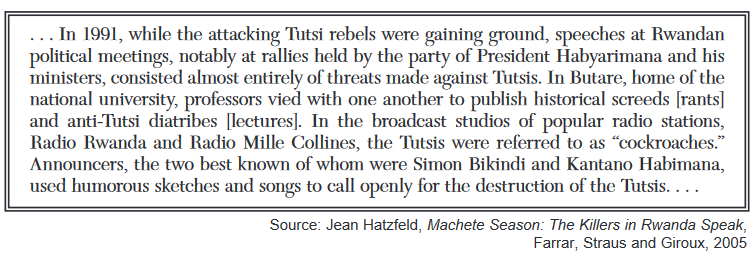 . . . In 1991, while the attacking Tutsi rebels were gaining ground, speeches at Rwandan
political meetings, notably at rallies held by the party of President Habyarimana and his
ministers, consisted almost entirely of threats made against Tutsis. In Butare, home of the
national university, professors vied with one another to publish historical screeds [rants]
and anti-Tutsi diatribes [lectures]. In the broadcast studios of popular radio stations,
Radio Rwanda and Radio Mille Collines, the Tutsis were referred to as “cockroaches.”
Announcers, the two best known of whom were Simon Bikindi and Kantano Habimana,
used humorous sketches and songs to call openly for the destruction of the Tutsis. . . .
Source: Jean Hatzfeld, Machete Season: The Killers in Rwanda Speak,
Farrar, Straus and Giroux, 2005